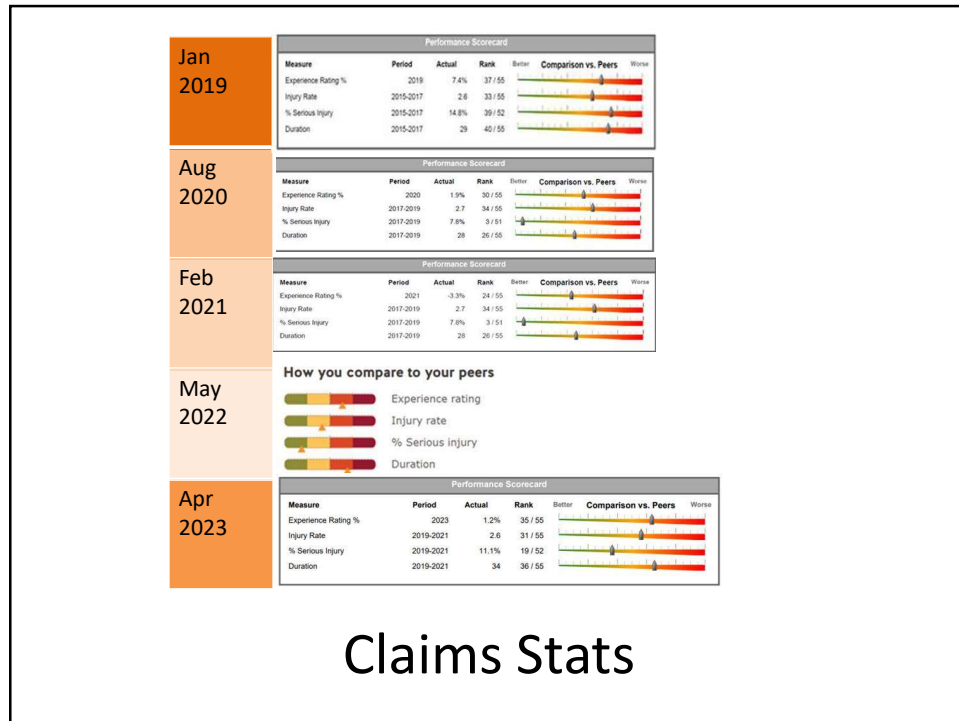 Jan
2019
Performance Scorecard
Measure Period Actual Rank Better Comparison vs. Peers Worse
Experience Rating % 2019 7.4% 37 / 55
Injury Rate 2015-2017 2.6 33 / 55
% Serious Injury 2015-2017 14.8% 39 / 52
Duration 2015-2017 29 40 / 55
Aug
2020
Performance Scorecard
Measure Period Actual Rank Better Comparison vs. Peers Worse
Experience Rating % 2020 1.9% 30 / 55
Injury Rate 2017-2019 2.7 34 / 55
% Serious Injury 2017-2019 7.8% 3 / 51
Duration 2017-2019 28 26 / 55
Feb
2021
Performance Scorecard
Measure Period Actual Rank Better Comparison vs. Peers Worse
Experience Rating % 2021 -3.3% 24 / 55
Injury Rate 2017-2019 2.7 34 / 55
% Serious Injury 2017-2019 7.8% 3 / 51
Duration 2017-2019 28 26 / 55
May
2022
How you compare to your peers
Experience rating
Injury rate
% Serious injury
Duration
Apr
2023
Performance Scorecard
Measure Period Actual Rank Better Comparison vs. Peers Worse
Experience Rating % 2023 1.2% 35 / 55
Injury Rate 2019-2021 2.6 31 / 55
% Serious Injury 2019-2021 11.1% 19 / 52
Duration 2019-2021 34 36 / 55
Claims Stats